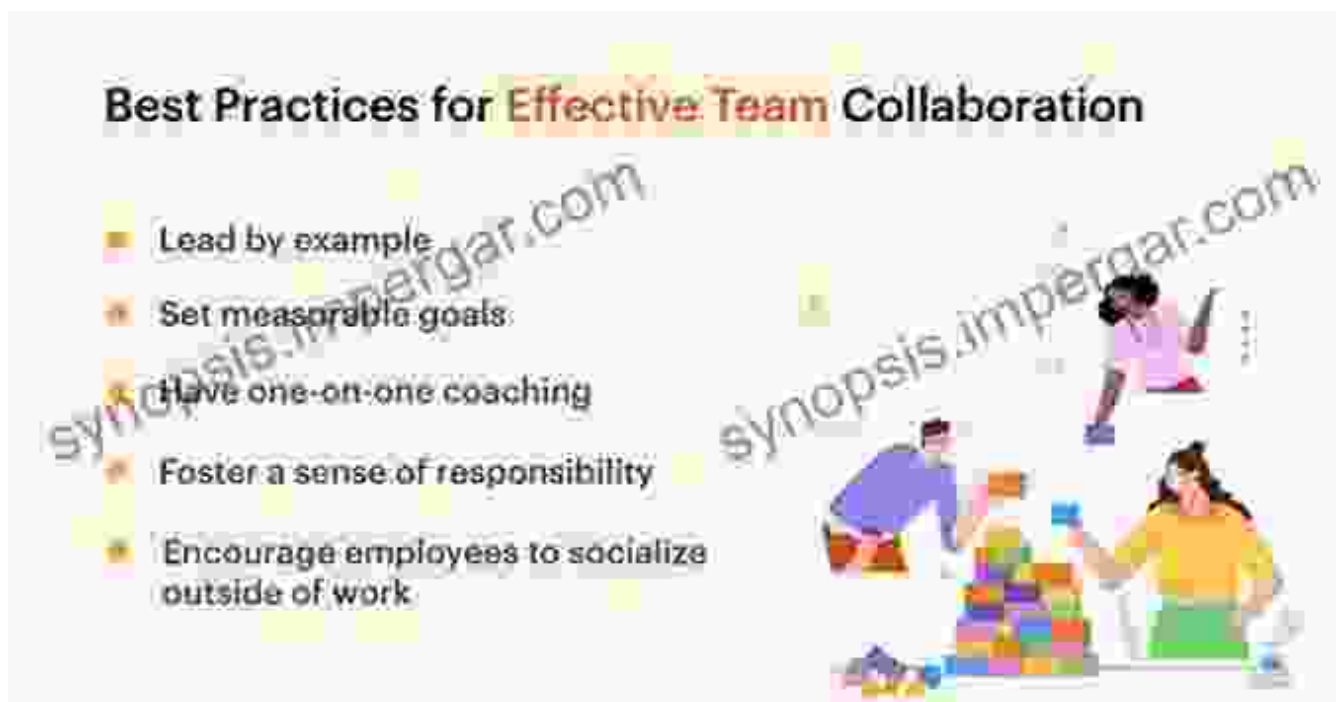 Best Practices for Effective Team Collaboration
Lead by example
Set measorable goals
Have one-on-one coaching
Foster a sense of responsibility
Encourage employees to socialize
outside of work
synopsis.impergar.com
synopsis.impergar.com